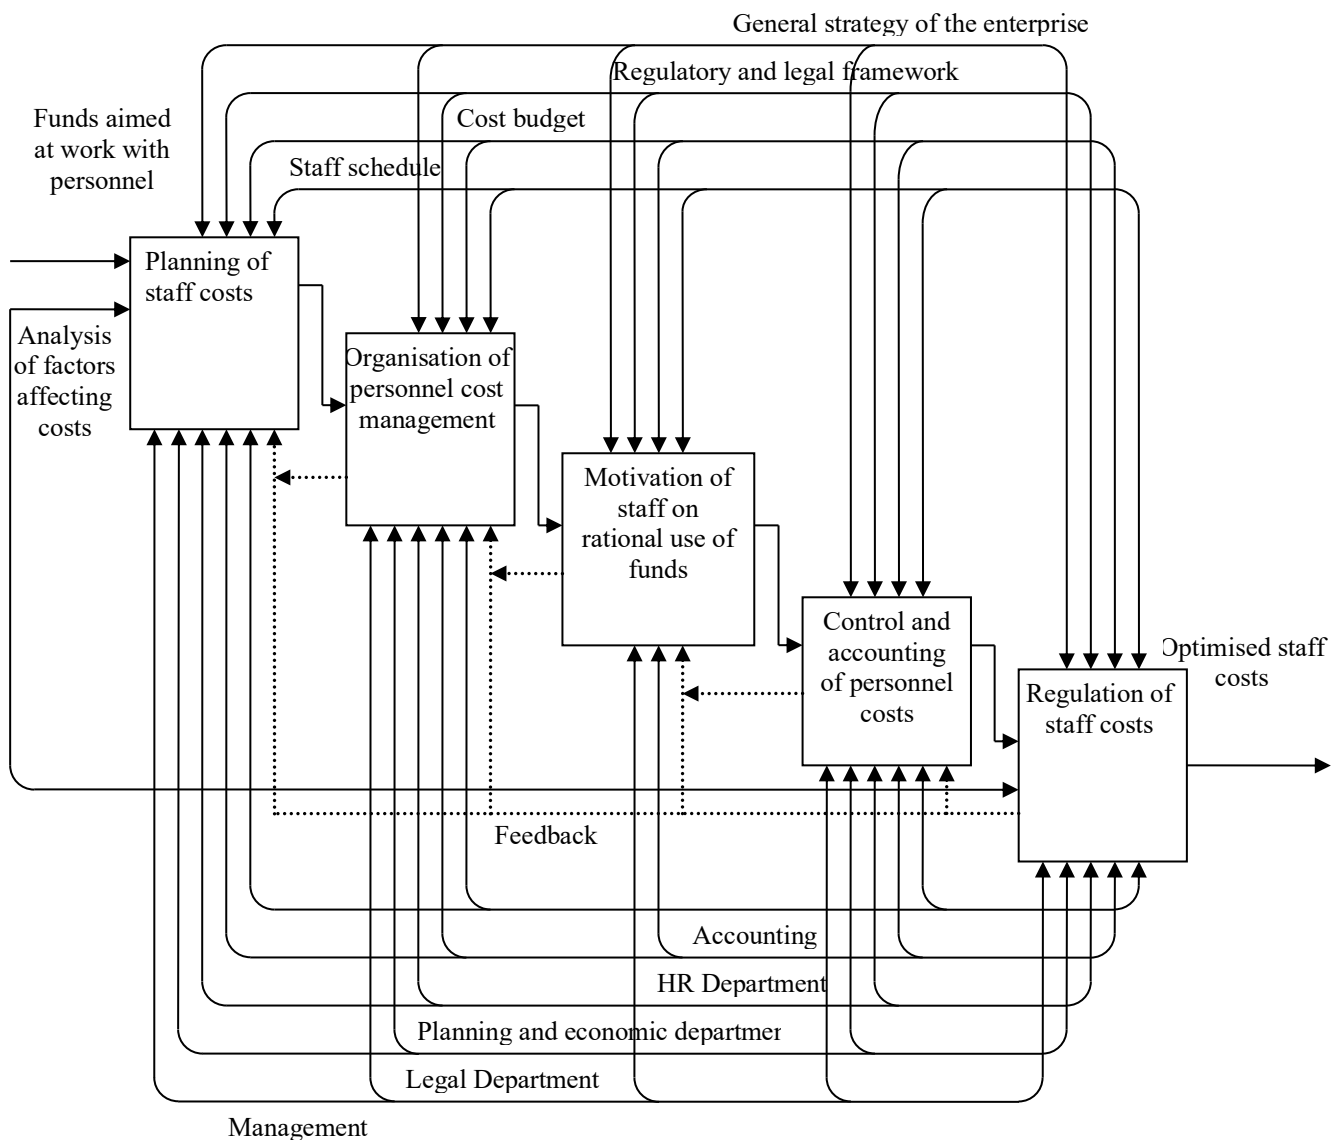 General strategy of the enterprise
Regulatory and legal framework
Funds aimed
at work with
personnel
Cost budget
Staff schedule
Planning of
staff costs
Analysis
of factors
affecting
costs
Organisation of
personnel cost
management
Motivation of
staff on
rational use of
funds
Control and
accounting
of personnel
costs
Optimised staff
costs
Regulation of
staff costs
Feedback
Accounting
HR Department
Planning and economic departmen
Legal Department
Management